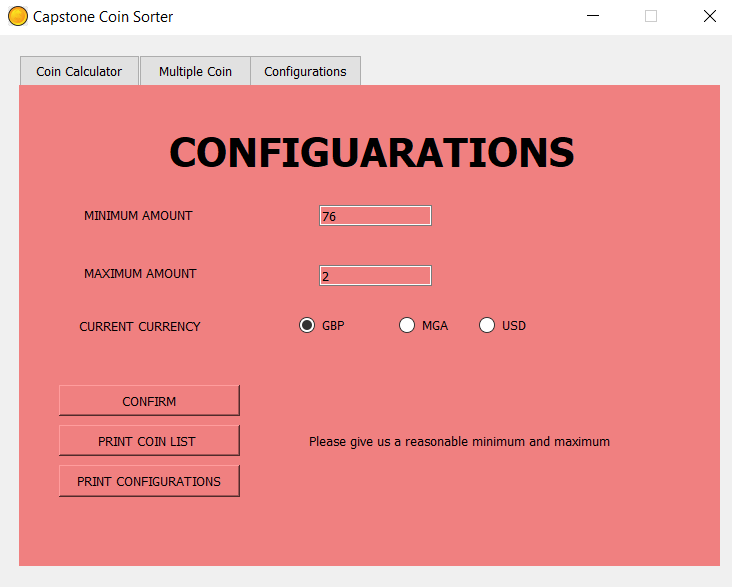 Capstone Coin Sorter
Coin Calculator Multiple Coin Configurations
CONFIGUARATIONS
MINIMUM AMOUNT 76
MAXIMUM AMOUNT 2
CURRENT CURRENCY GBP MGA USD
CONFIRM
PRINT COIN LIST Please give us a reasonable minimum and maximum
PRINT CONFIGURATIONS